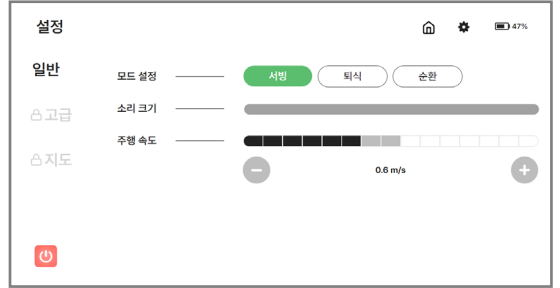 설정
47%
일반
모드 설정
서빙
퇴식
순환
고급
소리 크기
주행 속도
지도
0.6 m/s